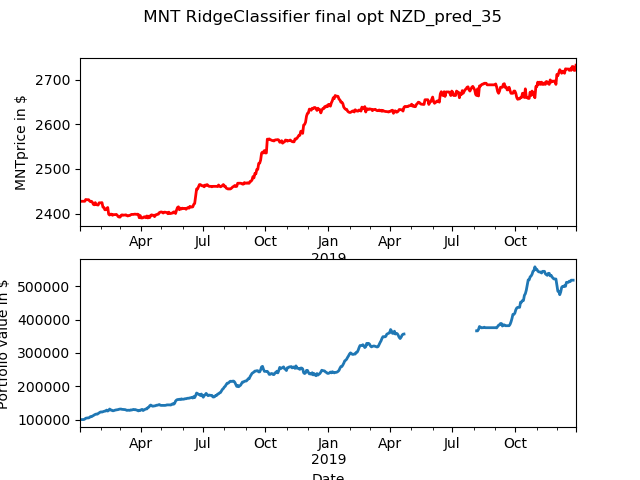 MNT RidgeClassifier final opt NZD_pred_35
MNTprice in $
2700
2600
2500
2400
Apr Jul Oct Jan Apr Jul Oct
2019
Portfolio Value in $
500000
400000
300000
200000
100000
Apr Jul Oct Jan Apr Jul Oct
2019
Date